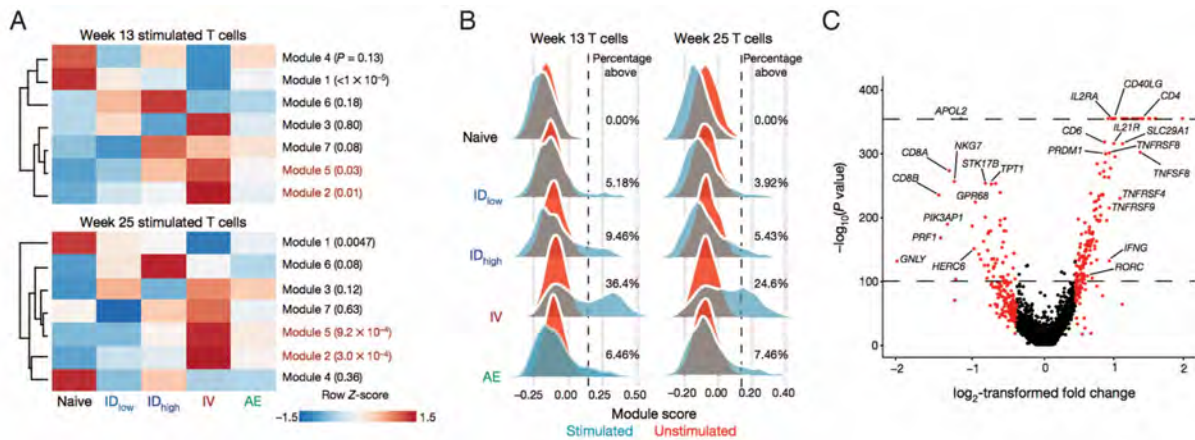 A
Week 13 stimulated T cells
Module 4 (P = 0.13)
Module 1 (<1 × 10⁻⁵)
Module 6 (0.18)
Module 3 (0.80)
Module 7 (0.08)
Module 5 (0.03)
Module 2 (0.01)
Week 25 stimulated T cells
Module 1 (0.0047)
Module 6 (0.08)
Module 3 (0.12)
Module 7 (0.63)
Module 5 (9.2 × 10⁻⁴)
Module 2 (3.0 × 10⁻⁴)
Module 4 (0.36)
Naive IDlow IDhigh IV AE
Row Z-score
–1.5 1.5
B
Week 13 T cells Week 25 T cells
Percentage above Percentage above
Naive 0.00% 0.00%
IDlow 5.18% 3.92%
IDhigh 9.46% 5.43%
IV 36.4% 24.6%
AE 6.46% 7.46%
-0.25 0.00 0.25 0.50 -0.20 0.00 0.20 0.40
Module score
Stimulated Unstimulated
C
–log10(P value)
400
300
200
100
0
APOL2
IL2RA
CD40LG
CD4
CD6
IL21R
SLC29A1
PRDM1
TNFRSF8
TNFSF8
CD8A
NKG7
STK17B
TPT1
CD8B
GPR68
TNFRSF4
TNFRSF9
PIK3AP1
PRF1
GNLY
HERC6
IFNG
RORC
-2 -1 0 1 2
log2-transformed fold change